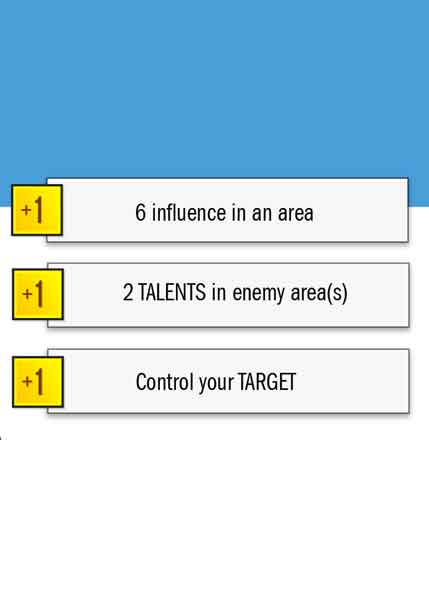 +1 6 influence in an area
+1 2 TALENTS in enemy area(s)
+1 Control your TARGET